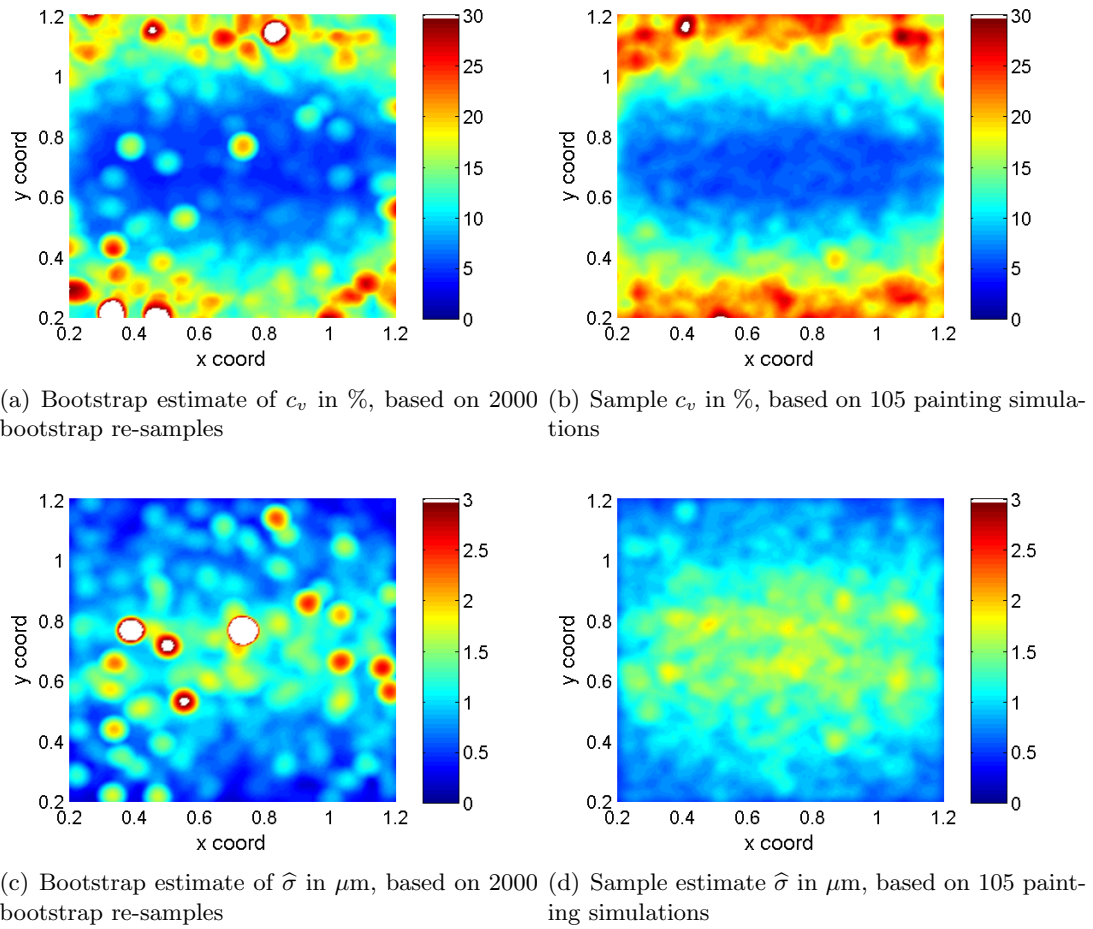 1.2
1
0.8
0.6
0.4
0.2
y coord
0.2 0.4 0.6 0.8 1 1.2
x coord
30
25
20
15
10
5
0
1.2
1
0.8
0.6
0.4
0.2
y coord
0.2 0.4 0.6 0.8 1 1.2
x coord
30
25
20
15
10
5
0
(a) Bootstrap estimate of c_v in %, based on 2000
bootstrap re-samples
(b) Sample c_v in %, based on 105 painting simula-
tions
1.2
1
0.8
0.6
0.4
0.2
y coord
0.2 0.4 0.6 0.8 1 1.2
x coord
3
2.5
2
1.5
1
0.5
0
1.2
1
0.8
0.6
0.4
0.2
y coord
0.2 0.4 0.6 0.8 1 1.2
x coord
3
2.5
2
1.5
1
0.5
0
(c) Bootstrap estimate of σ̂ in μm, based on 2000
bootstrap re-samples
(d) Sample estimate σ̂ in μm, based on 105 paint-
ing simulations